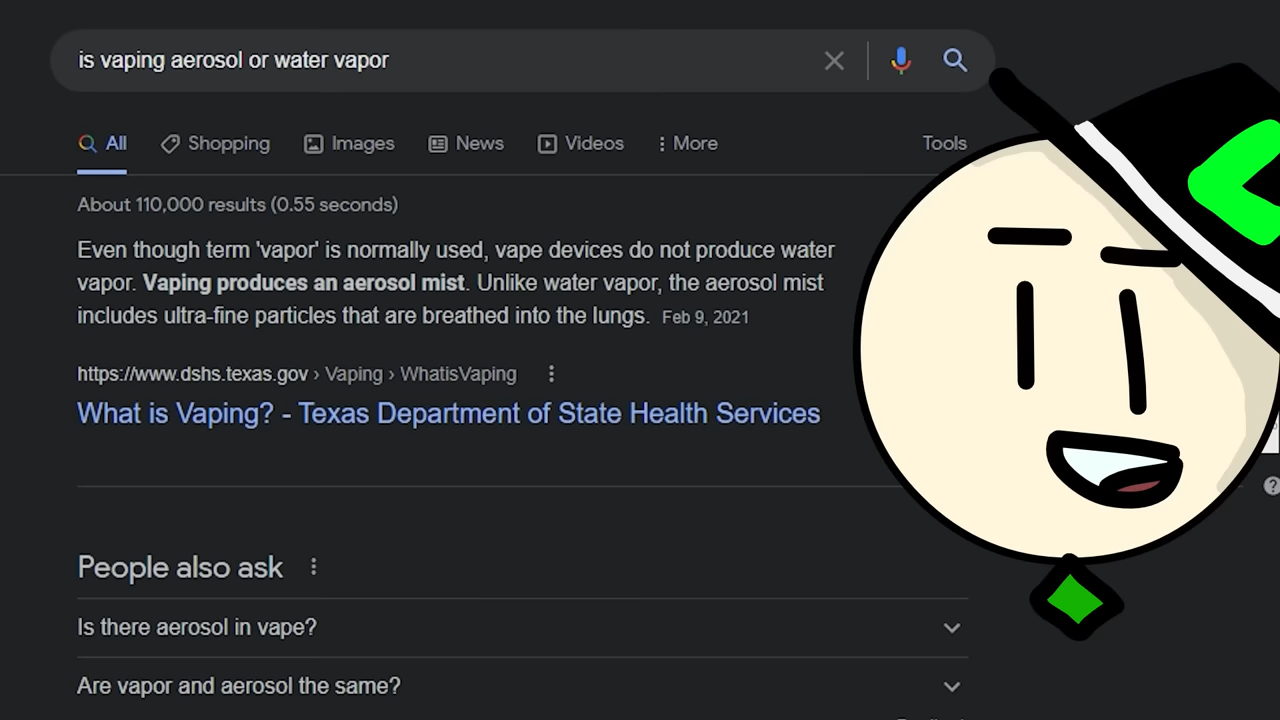 is vaping aerosol or water vapor
All Shopping Images News Videos More Tools
About 110,000 results (0.55 seconds)
Even though term 'vapor' is normally used, vape devices do not produce water
vapor. Vaping produces an aerosol mist. Unlike water vapor, the aerosol mist
includes ultra-fine particles that are breathed into the lungs. Feb 9, 2021
https://www.dshs.texas.gov › Vaping › WhatisVaping
What is Vaping? - Texas Department of State Health Services
People also ask
Is there aerosol in vape?
Are vapor and aerosol the same?